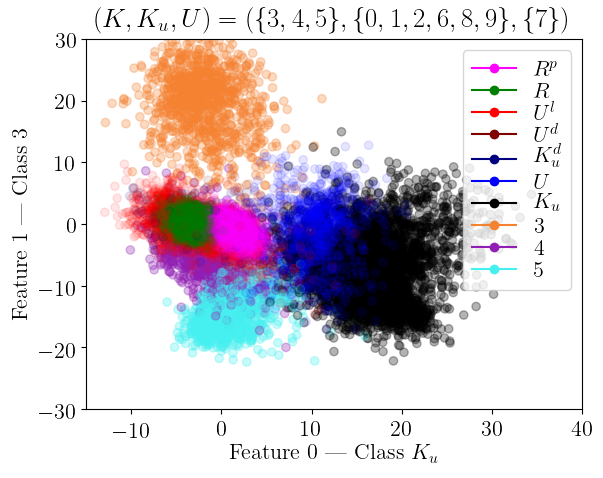 (K, K_u, U) = ({3, 4, 5}, {0, 1, 2, 6, 8, 9}, {7})
30
20
10
0
−10
−20
−30
Feature 1 — Class 3
R^p
R
U^l
U^d
K_u^d
U
K_u
3
4
5
−10 0 10 20 30 40
Feature 0 — Class K_u